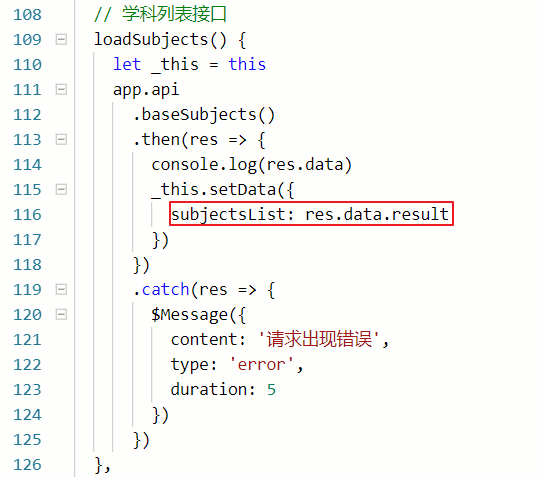 108 // 学科列表接口
109 loadSubjects() {
110 let _this = this
111 app.api
112 .baseSubjects()
113 .then(res => {
114 console.log(res.data)
115 _this.setData({
116 subjectsList: res.data.result
117 })
118 })
119 .catch(res => {
120 $Message({
121 content: '请求出现错误',
122 type: 'error',
123 duration: 5
124 })
125 })
126 },